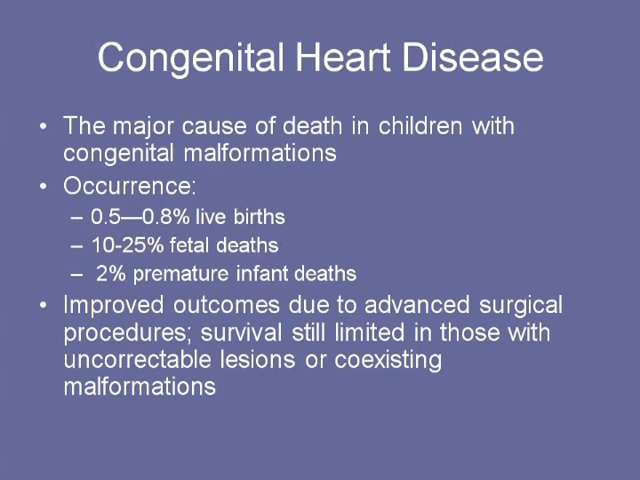 Congenital Heart Disease
• The major cause of death in children with
congenital malformations
• Occurrence:
– 0.5—0.8% live births
– 10-25% fetal deaths
– 2% premature infant deaths
• Improved outcomes due to advanced surgical
procedures; survival still limited in those with
uncorrectable lesions or coexisting
malformations